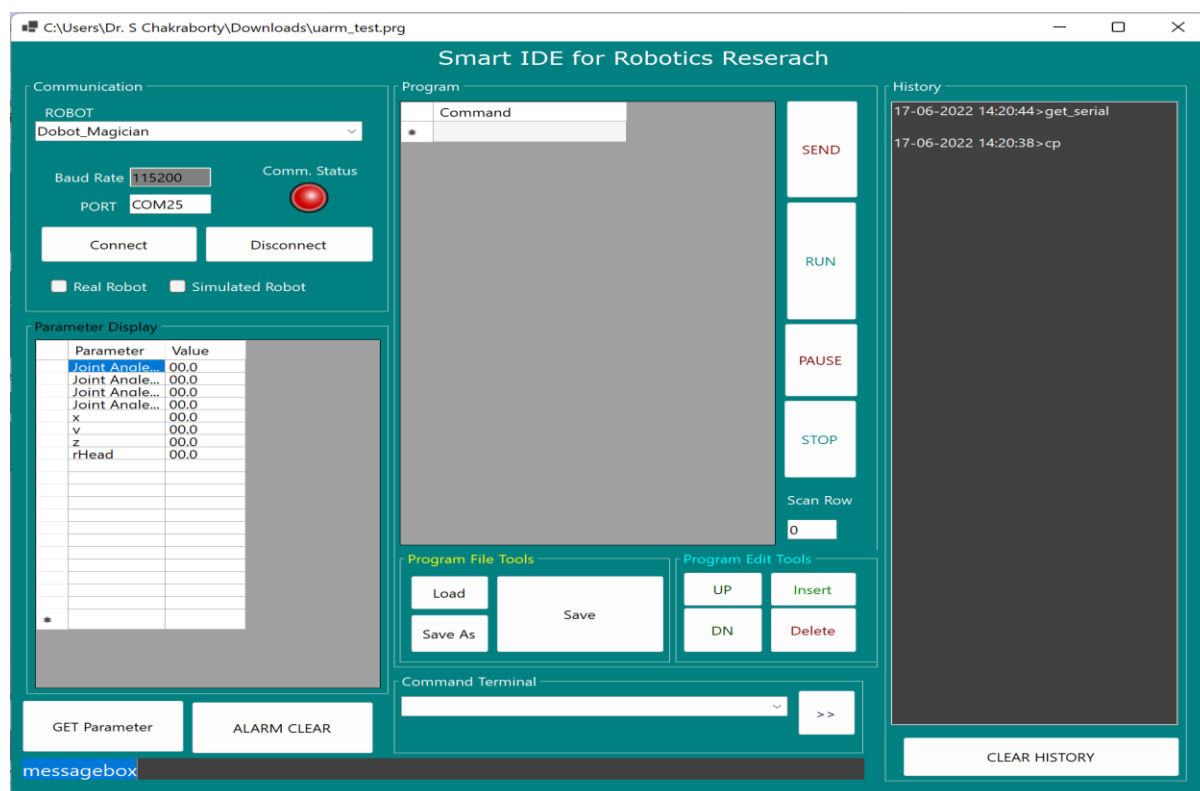 C:\Users\Dr. S Chakraborty\Downloads\uarm_test.prg
Smart IDE for Robotics Reserach
Communication
ROBOT
Dobot_Magician
Baud Rate 115200
Comm. Status
PORT COM25
Connect
Disconnect
Real Robot
Simulated Robot
Parameter Display
Parameter Value
Joint Angle... 00.0
Joint Angle... 00.0
Joint Angle... 00.0
Joint Angle... 00.0
x 00.0
y 00.0
z 00.0
rHead 00.0
GET Parameter
ALARM CLEAR
messagebox
Program
Command
SEND
RUN
PAUSE
STOP
Scan Row
0
Program File Tools
Load
Save As
Save
Program Edit Tools
UP
Insert
DN
Delete
Command Terminal
>>
History
17-06-2022 14:20:44>get_serial
17-06-2022 14:20:38>cp
CLEAR HISTORY